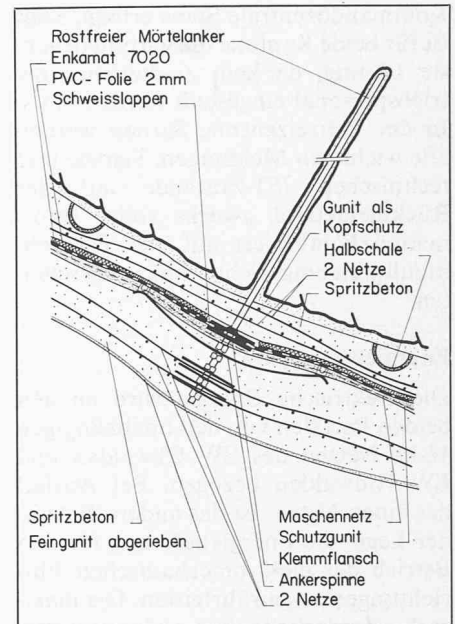 Rostfreier Mörtelanker
Enkamat 7020
PVC-Folie 2 mm
Schweisslappen
Gunit als
Kopfschutz
Halbschale
2 Netze
Spritzbeton
Spritzbeton
Feingunit abgerieben
Maschennetz
Schutzgunit
Klemmflansch
Ankerspinne
2 Netze